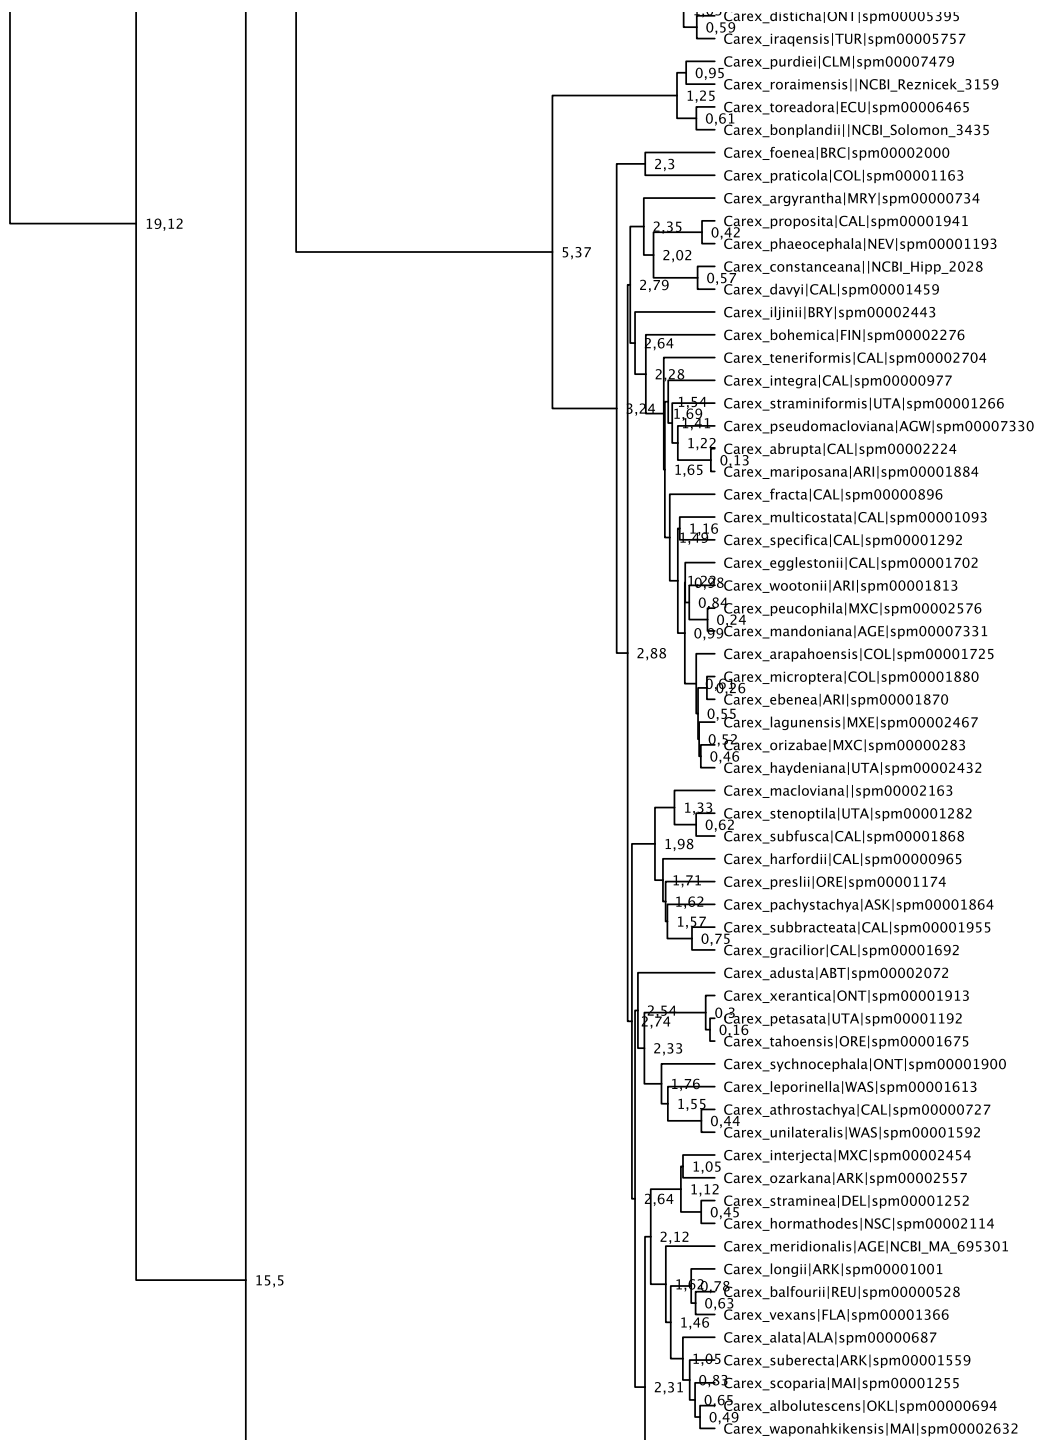 Carex_disticha|ONT|spm00005395
0,59
Carex_iraqensis|TUR|spm00005757
Carex_purdiei|CLM|spm00007479
0,95
Carex_roraimensis||NCBI_Reznicek_3159
1,25
Carex_toreadora|ECU|spm00006465
0,61
Carex_bonplandii||NCBI_Solomon_3435
Carex_foenea|BRC|spm00002000
2,3
Carex_praticola|COL|spm00001163
Carex_argyrantha|MRY|spm00000734
19,12
Carex_proposita|CAL|spm00001941
2,35
0,42
Carex_phaeocephala|NEV|spm00001193
5,37
2,02
Carex_constanceana||NCBI_Hipp_2028
0,57
2,79
Carex_davyi|CAL|spm00001459
Carex_iljinii|BRY|spm00002443
Carex_bohemica|FIN|spm00002276
2,64
Carex_teneriformis|CAL|spm00002704
2,28
Carex_integra|CAL|spm00000977
1,54
Carex_straminiformis|UTA|spm00001266
3,24
1,69
1,41
Carex_pseudomacloviana|AGW|spm00007330
1,22
Carex_abrupta|CAL|spm00002224
0,13
1,65
Carex_mariposana|ARI|spm00001884
Carex_fracta|CAL|spm00000896
Carex_multicostata|CAL|spm00001093
1,16
1,49
Carex_specifica|CAL|spm00001292
Carex_egglestonii|CAL|spm00001702
0,98
Carex_wootonii|ARI|spm00001813
0,84
Carex_peucophila|MXC|spm00002576
0,24
0,99
Carex_mandoniana|AGE|spm00007331
2,88
Carex_arapahoensis|COL|spm00001725
Carex_microptera|COL|spm00001880
0,26
Carex_ebenea|ARI|spm00001870
0,55
Carex_lagunensis|MXE|spm00002467
0,52
Carex_orizabae|MXC|spm00000283
0,46
Carex_haydeniana|UTA|spm00002432
Carex_macloviana||spm00002163
1,33
Carex_stenoptila|UTA|spm00001282
0,62
Carex_subfusca|CAL|spm00001868
1,98
Carex_harfordii|CAL|spm00000965
1,71
Carex_preslii|ORE|spm00001174
1,62
Carex_pachystachya|ASK|spm00001864
1,57
Carex_subbracteata|CAL|spm00001955
0,75
Carex_gracilior|CAL|spm00001692
Carex_adusta|ABT|spm00002072
Carex_xerantica|ONT|spm00001913
2,54
0,3
2,74
Carex_petasata|UTA|spm00001192
0,16
Carex_tahoensis|ORE|spm00001675
2,33
Carex_sychnocephala|ONT|spm00001900
1,76
Carex_leporinella|WAS|spm00001613
1,55
Carex_athrostachya|CAL|spm00000727
0,44
Carex_unilateralis|WAS|spm00001592
Carex_interjecta|MXC|spm00002454
1,05
Carex_ozarkana|ARK|spm00002557
1,12
2,64
Carex_straminea|DEL|spm00001252
0,45
Carex_hormathodes|NSC|spm00002114
2,12
Carex_meridionalis|AGE|NCBI_MA_695301
Carex_longii|ARK|spm00001001
15,5
1,62
0,78
Carex_balfourii|REU|spm00000528
0,63
Carex_vexans|FLA|spm00001366
1,46
Carex_alata|ALA|spm00000687
1,05
Carex_suberecta|ARK|spm00001559
2,31
0,83
Carex_scoparia|MAI|spm00001255
0,65
Carex_albolutescens|OKL|spm00000694
0,49
Carex_waponahkikensis|MAI|spm00002632